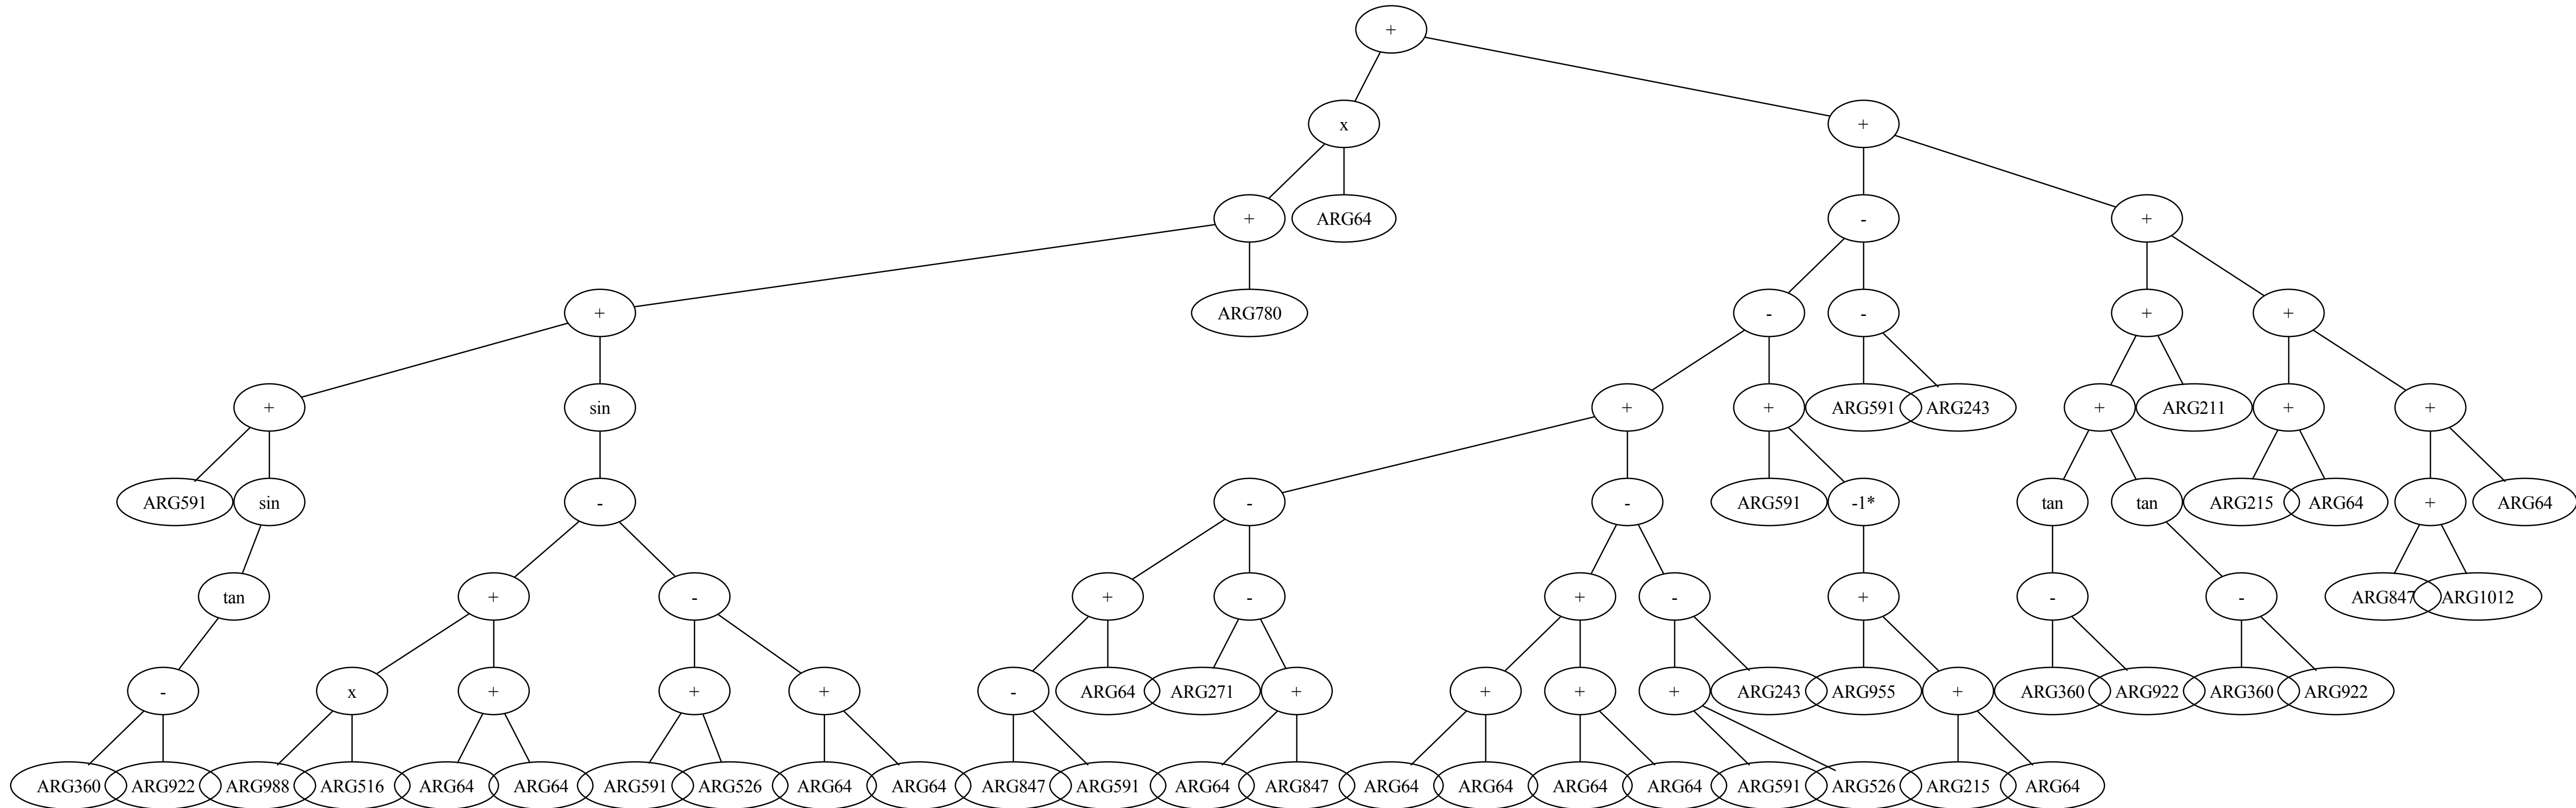 +
x +
+ ARG64 - +
+ ARG780 - - + +
+ sin + + ARG591 ARG243 + ARG211 + +
ARG591 sin - - - ARG591 -1* tan tan ARG215 ARG64 + ARG64
tan + - + - + - + - - ARG847 ARG1012
- x + + + - ARG64 ARG271 + + + + ARG243 ARG955 + ARG360 ARG922 ARG360 ARG922
ARG360 ARG922 ARG988 ARG516 ARG64 ARG64 ARG591 ARG526 ARG64 ARG64 ARG847 ARG591 ARG64 ARG847 ARG64 ARG64 ARG64 ARG64 ARG591 ARG526 ARG215 ARG64